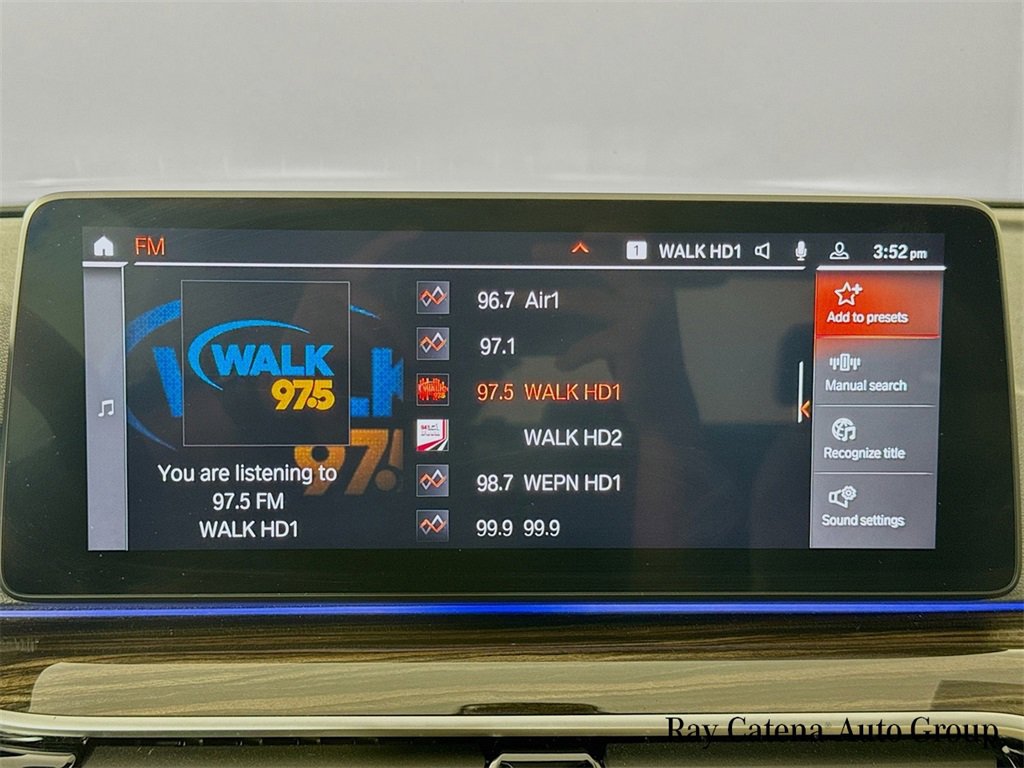 FM
1 WALK HD1
3:52 pm
WALK
97.5
You are listening to
97.5 FM
WALK HD1
96.7 Air1
97.1
97.5 WALK HD1
WALK HD2
98.7 WEPN HD1
99.9 99.9
Add to presets
Manual search
Recognize title
Sound settings
Ray Catena Auto Group